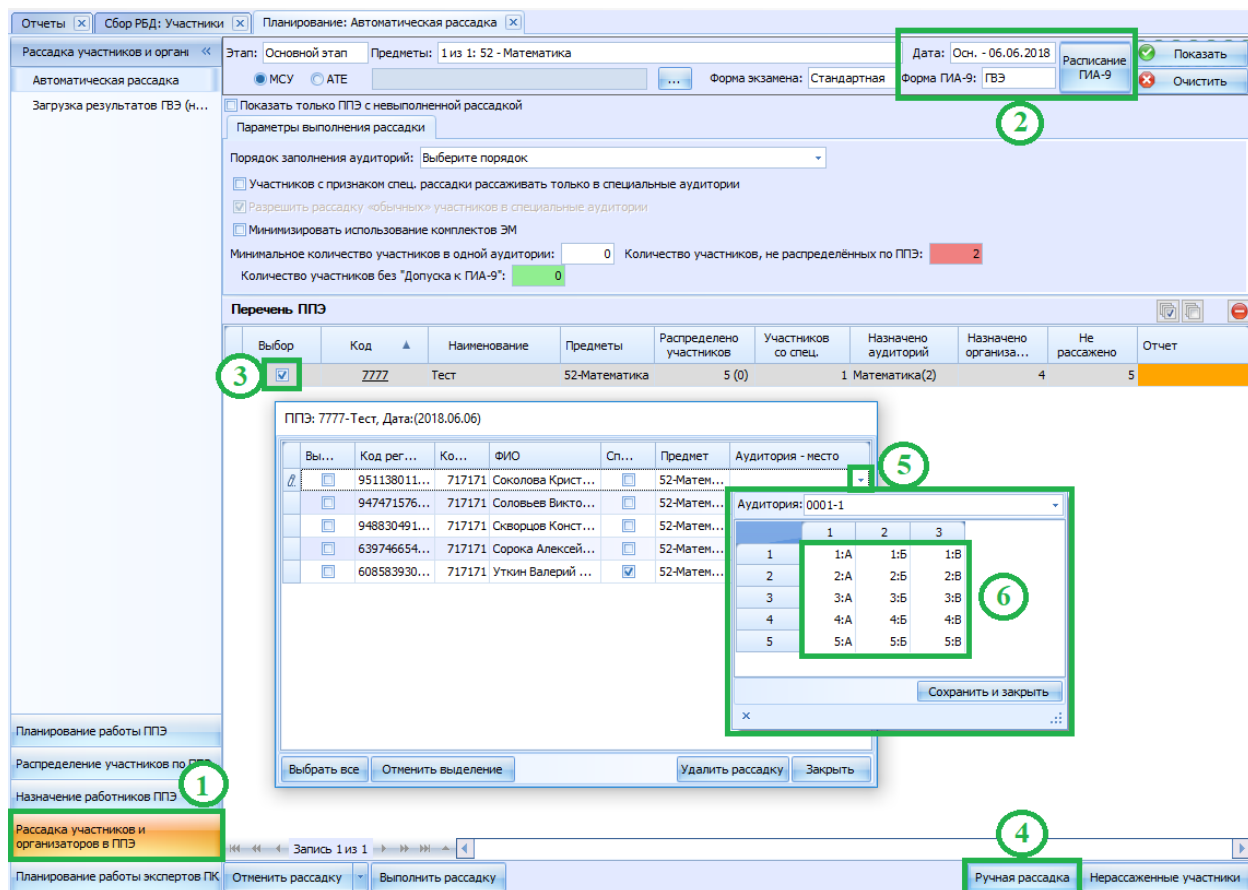 Отчеты
Сбор РБД: Участники
Планирование: Автоматическая рассадка
Рассадка участников и органи «
Автоматическая рассадка
Загрузка результатов ГВЭ (н...
Этап: Основной этап Предметы: 1 из 1: 52 - Математика Дата: Осн. - 06.06.2018
МСУ АТЕ ... Форма экзамена: Стандартная Форма ГИА-9: ГВЭ
Расписание
ГИА-9
Показать
Очистить
2
Показать только ППЭ с невыполненной рассадкой
Параметры выполнения рассадки
Порядок заполнения аудиторий: Выберите порядок
Участников с признаком спец. рассадки рассаживать только в специальные аудитории
Разрешить рассадку «обычных» участников в специальные аудитории
Минимизировать использование комплектов ЭМ
Минимальное количество участников в одной аудитории: 0 Количество участников, не распределённых по ППЭ: 2
Количество участников без "Допуска к ГИА-9": 0
Перечень ППЭ
Выбор Код Наименование Предметы Распределено участников Участников со спец. Назначено аудиторий Назначено организа... Не рассажено Отчет
3 7777 Тест 52-Математика 5 (0) 1 Математика(2) 4 5
ППЭ: 7777-Тест, Дата:(2018.06.06)
Вы... Код рег... Ко... ФИО Сп... Предмет Аудитория - место
951138011... 717171 Соколова Крист... 52-Матем...
947471576... 717171 Соловьев Викто... 52-Матем...
948830491... 717171 Скворцов Конст... 52-Матем...
639746654... 717171 Сорока Алексей... 52-Матем...
608583930... 717171 Уткин Валерий ... 52-Матем...
5
Аудитория: 0001-1
1 2 3
1 1:А 1:Б 1:В
2 2:А 2:Б 2:В
3 3:А 3:Б 3:В
4 4:А 4:Б 4:В
5 5:А 5:Б 5:В
6
Сохранить и закрыть
Выбрать все Отменить выделение Удалить рассадку Закрыть
Планирование работы ППЭ
Распределение участников по ППЭ
1
Назначение работников ППЭ
Рассадка участников и
организаторов в ППЭ
Планирование работы экспертов ПК
Запись 1 из 1
4
Отменить рассадку Выполнить рассадку Ручная рассадка Нерассаженные участники